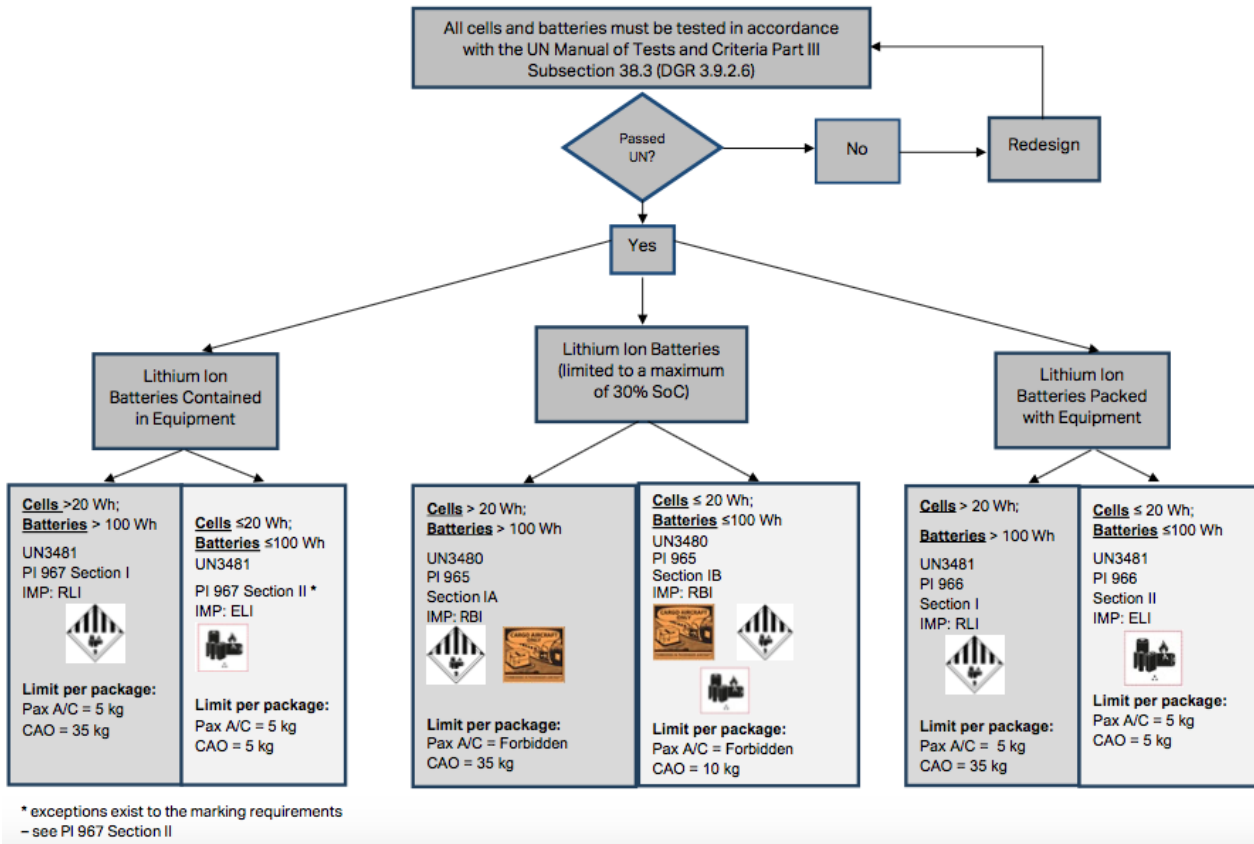 All cells and batteries must be tested in accordance
with the UN Manual of Tests and Criteria Part III
Subsection 38.3 (DGR 3.9.2.6)
Passed
UN?
No
Redesign
Yes
Lithium Ion
Batteries Contained
in Equipment
Lithium Ion Batteries
(limited to a maximum
of 30% SoC)
Lithium Ion
Batteries Packed
with Equipment
Cells >20 Wh;
Batteries > 100 Wh
UN3481
PI 967 Section I
IMP: RLI
Limit per package:
Pax A/C = 5 kg
CAO = 35 kg
Cells ≤20 Wh;
Batteries ≤100 Wh
UN3481
PI 967 Section II *
IMP: ELI
Limit per package:
Pax A/C = 5 kg
CAO = 5 kg
Cells > 20 Wh;
Batteries > 100 Wh
UN3480
PI 965
Section IA
IMP: RBI
CARGO AIRCRAFT
ONLY
Limit per package:
Pax A/C = Forbidden
CAO = 35 kg
Cells ≤ 20 Wh;
Batteries ≤100 Wh
UN3480
PI 965
Section IB
IMP: RBI
CARGO AIRCRAFT
ONLY
Limit per package:
Pax A/C = Forbidden
CAO = 10 kg
Cells > 20 Wh;
Batteries > 100 Wh
UN3481
PI 966
Section I
IMP: RLI
Limit per package:
Pax A/C = 5 kg
CAO = 35 kg
Cells ≤ 20 Wh;
Batteries ≤100 Wh
UN3481
PI 966
Section II
IMP: ELI
Limit per package:
Pax A/C = 5 kg
CAO = 5 kg
* exceptions exist to the marking requirements
– see PI 967 Section II